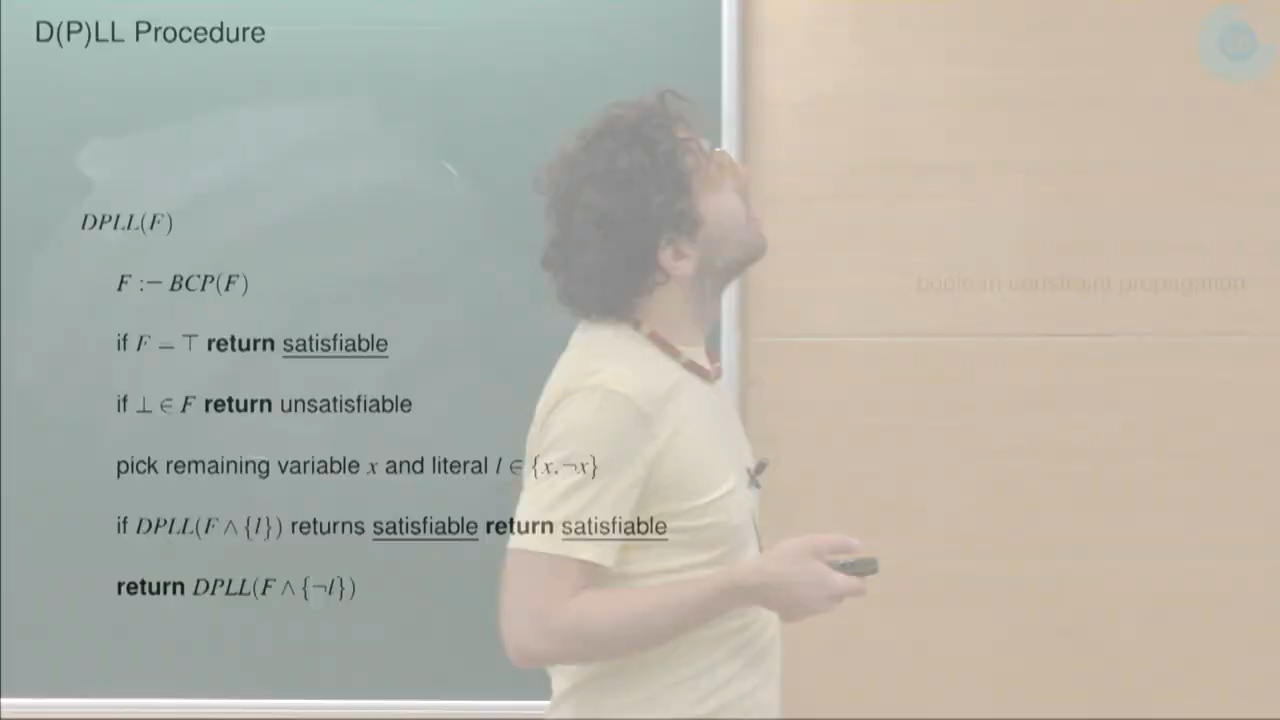 D(P)LL Procedure
DPLL(F)
F := BCP(F)
boolean constraint propagation
if F = ⊤ return satisfiable
if ⊥ ∈ F return unsatisfiable
pick remaining variable x and literal l ∈ {x, ¬x}
if DPLL(F ∧ {l}) returns satisfiable return satisfiable
return DPLL(F ∧ {¬l})